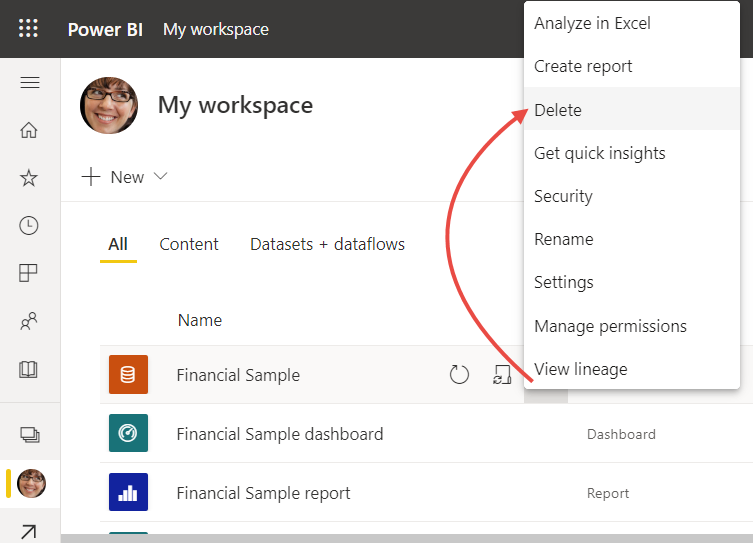 Power BI My workspace
My workspace
New
All Content Datasets + dataflows
Name
Financial Sample
Financial Sample dashboard Dashboard
Financial Sample report Report
Analyze in Excel
Create report
Delete
Get quick insights
Security
Rename
Settings
Manage permissions
View lineage